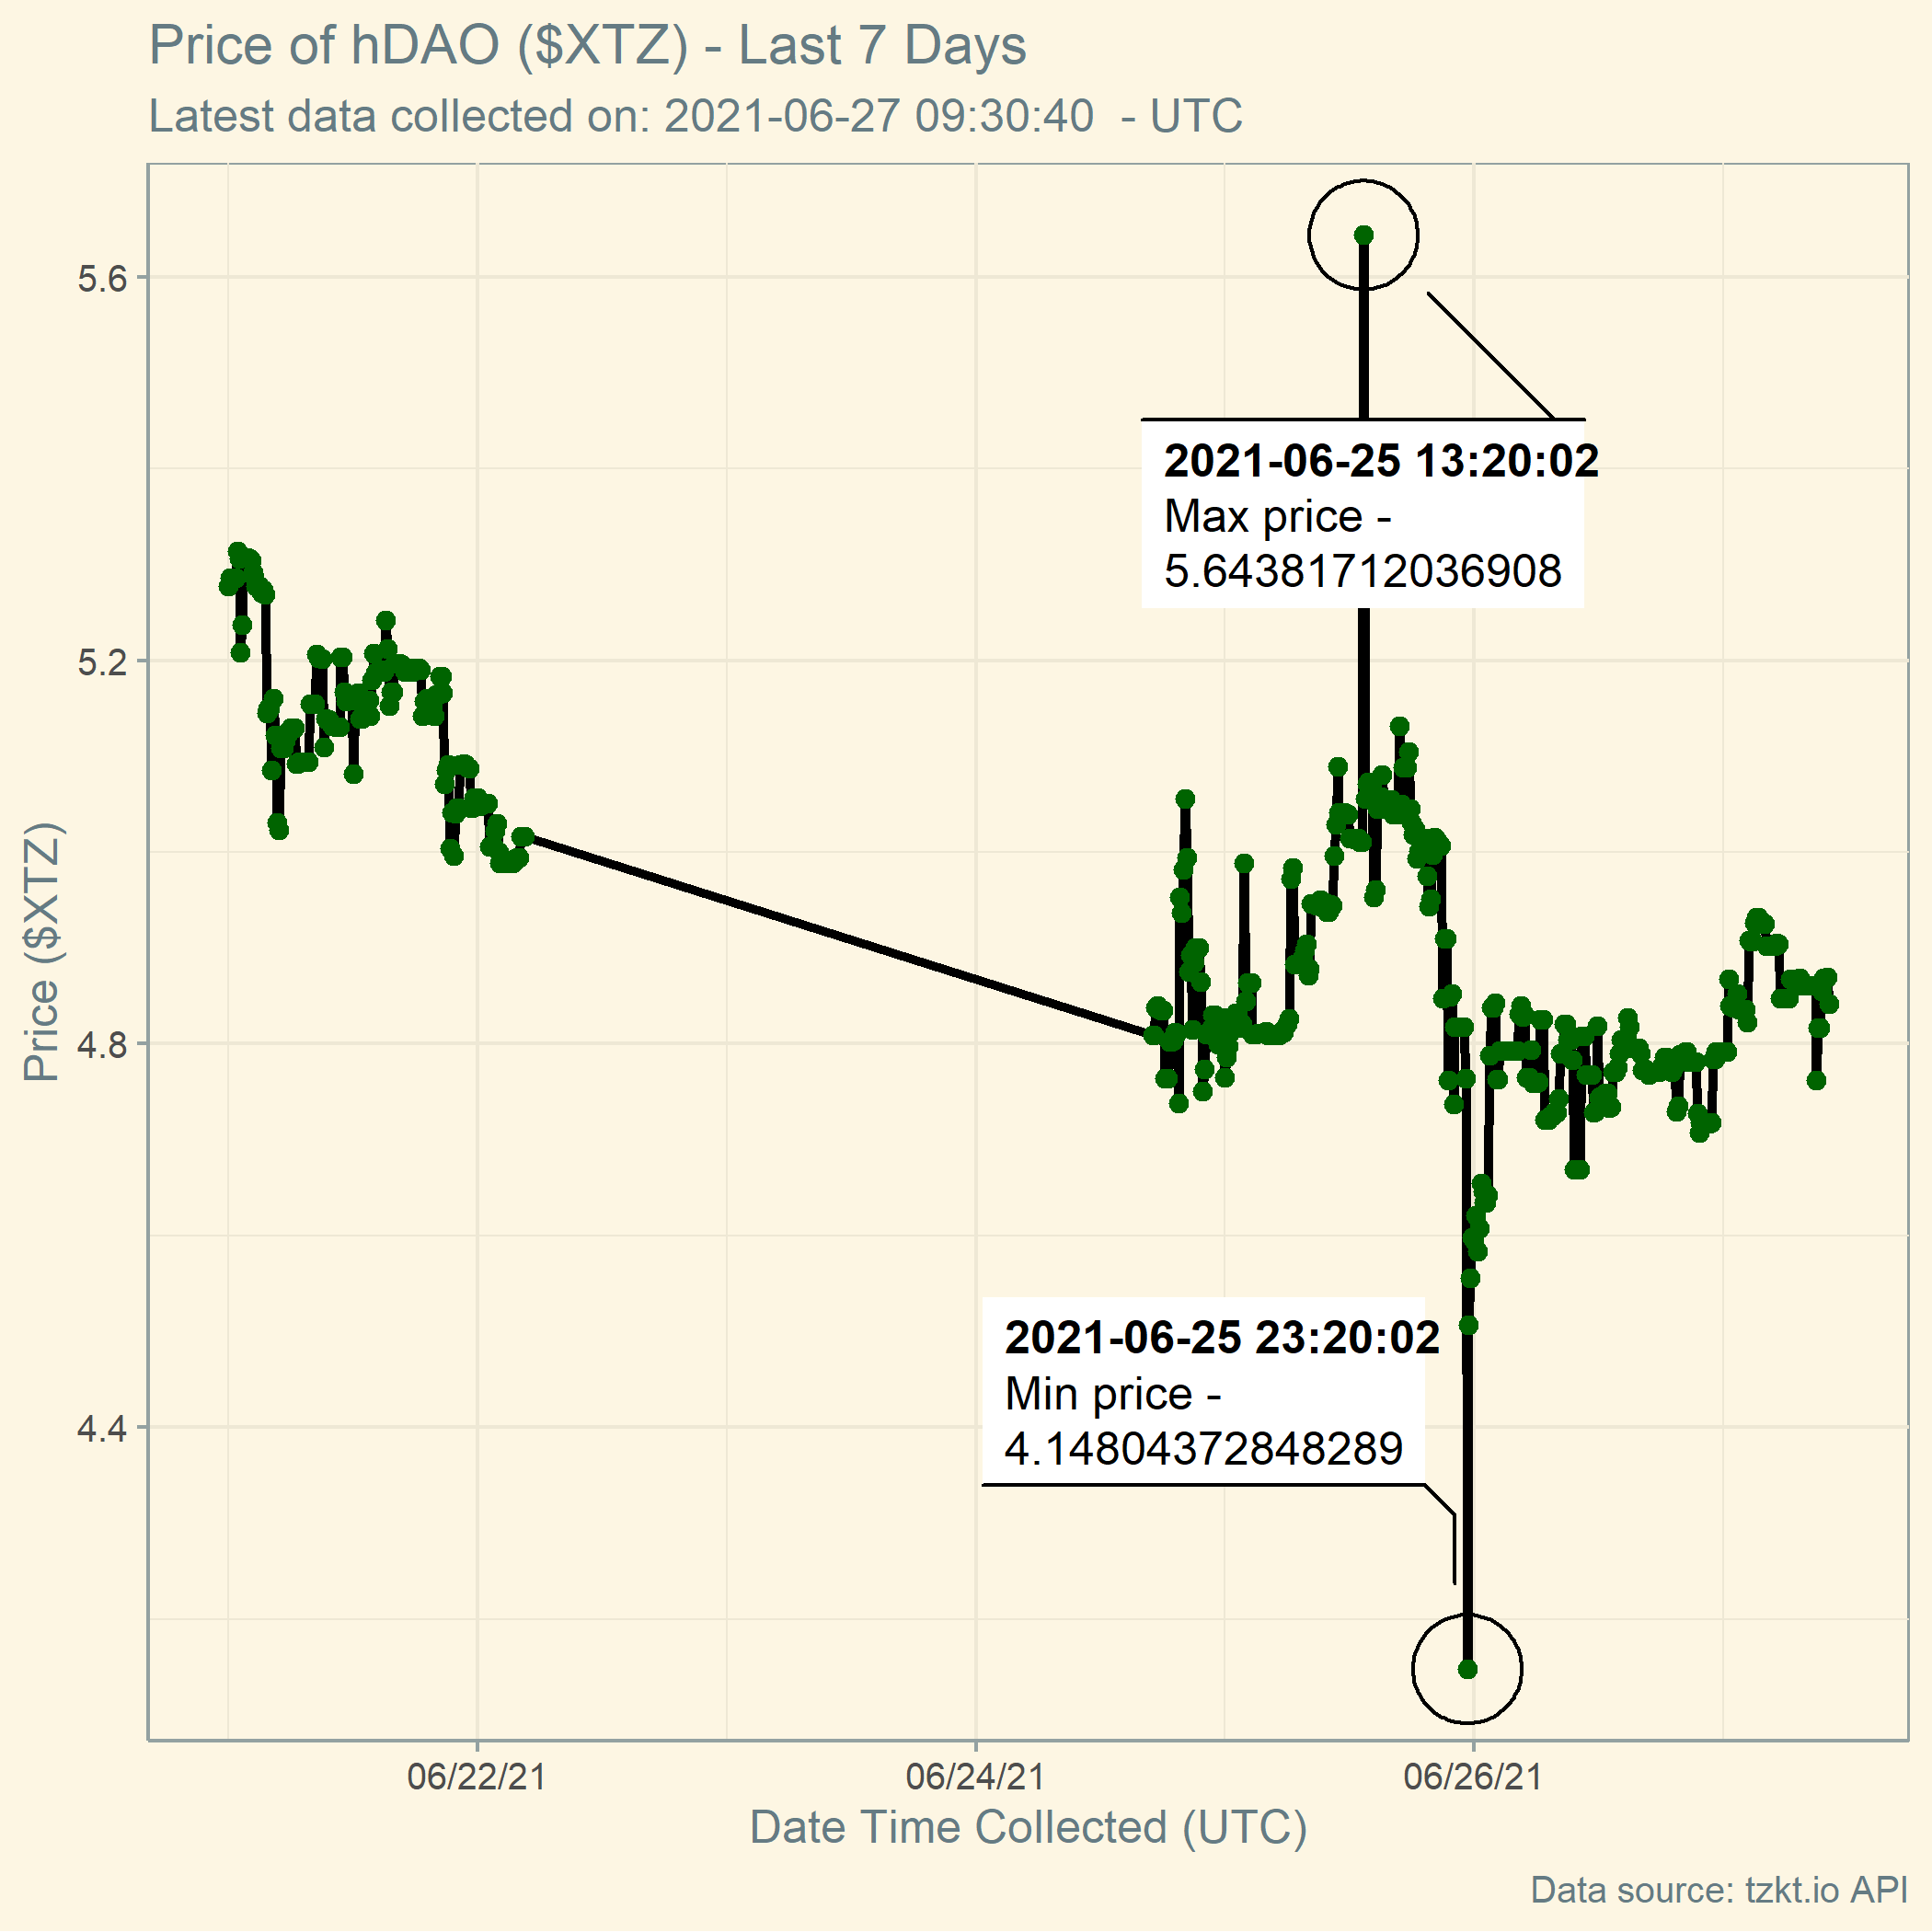 Price of hDAO ($XTZ) - Last 7 Days
Latest data collected on: 2021-06-27 09:30:40  - UTC
Price ($XTZ)
5.6
5.2
4.8
4.4
2021-06-25 13:20:02
Max price -
5.64381712036908
2021-06-25 23:20:02
Min price -
4.14804372848289
06/22/21
06/24/21
06/26/21
Date Time Collected (UTC)
Data source: tzkt.io API